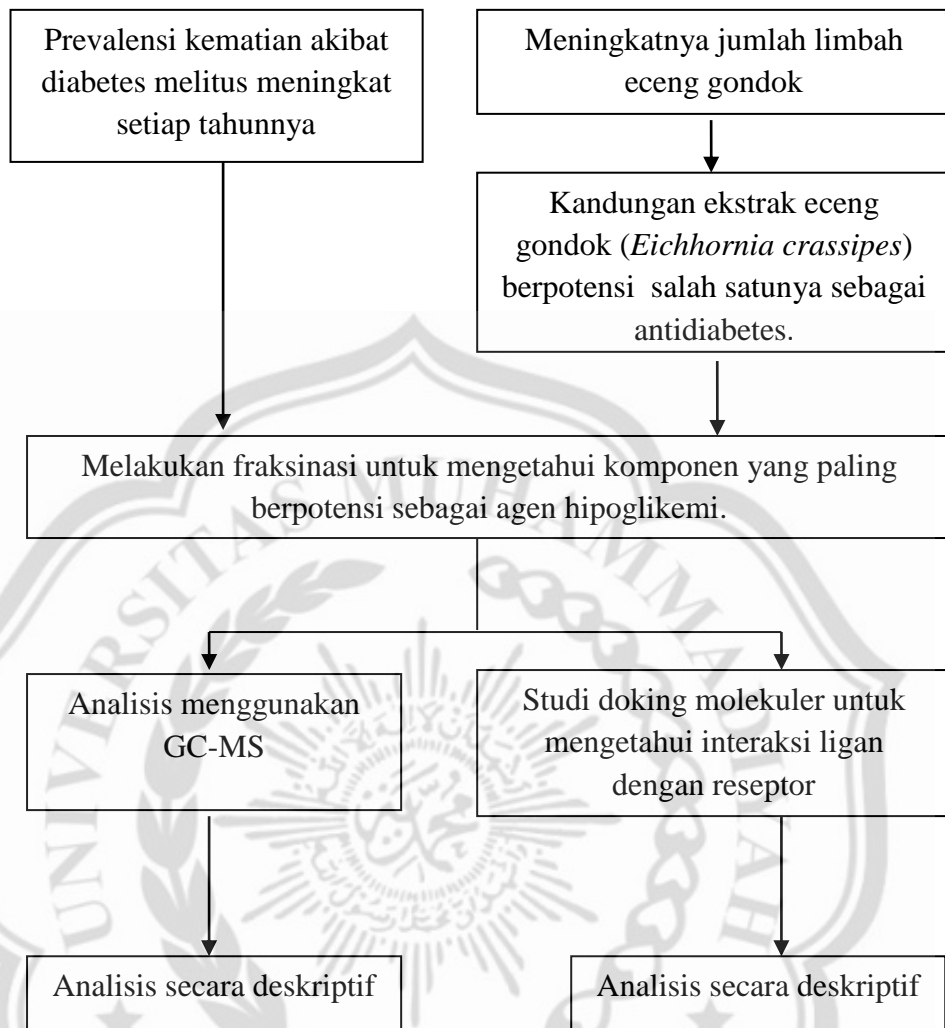 Prevalensi kematian akibat
diabetes melitus meningkat
setiap tahunnya
Meningkatnya jumlah limbah
eceng gondok
Kandungan ekstrak eceng
gondok (Eichhornia crassipes)
berpotensi salah satunya sebagai
antidiabetes.
Melakukan fraksinasi untuk mengetahui komponen yang paling
berpotensi sebagai agen hipoglikemi.
Analisis menggunakan
GC-MS
Studi doking molekuler untuk
mengetahui interaksi ligan
dengan reseptor
Analisis secara deskriptif
Analisis secara deskriptif
UNIVERSITAS MUHAMMADIYAH